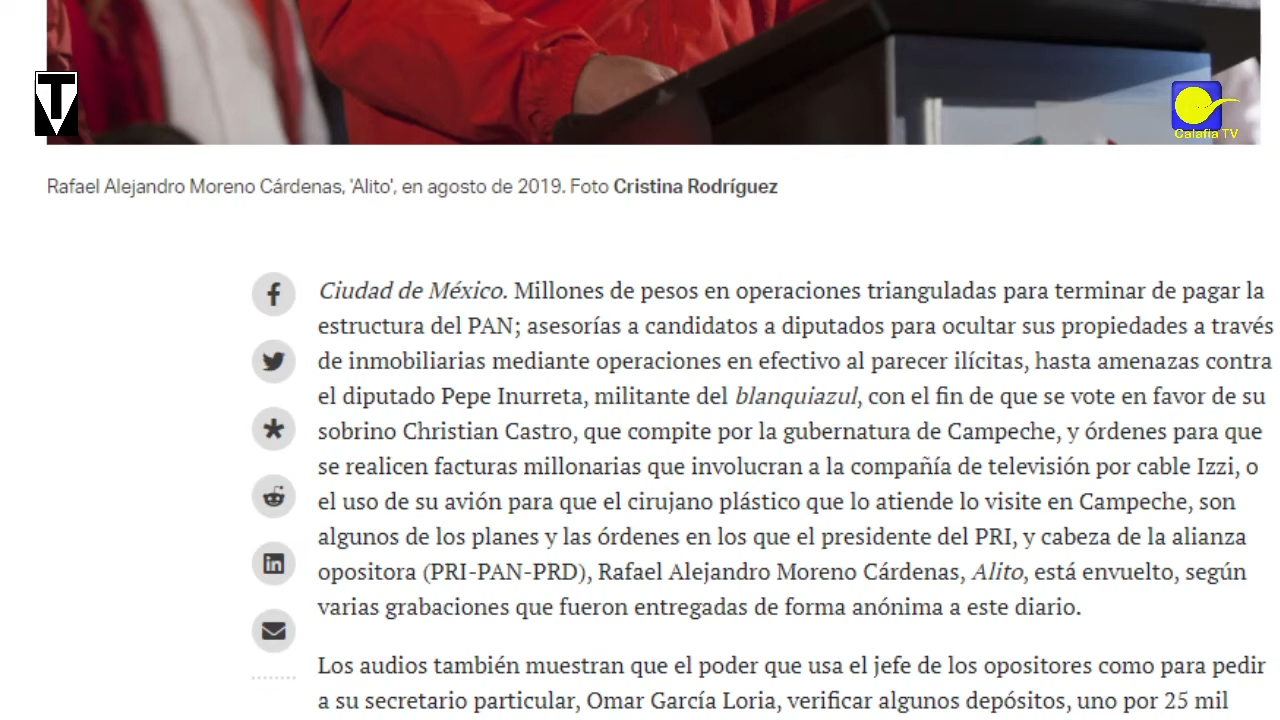 T
Calafia TV
Rafael Alejandro Moreno Cárdenas, 'Alito', en agosto de 2019. Foto Cristina Rodríguez
Ciudad de México. Millones de pesos en operaciones trianguladas para terminar de pagar la
estructura del PAN; asesorías a candidatos a diputados para ocultar sus propiedades a través
de inmobiliarias mediante operaciones en efectivo al parecer ilícitas, hasta amenazas contra
el diputado Pepe Inurreta, militante del blanquiazul, con el fin de que se vote en favor de su
sobrino Christian Castro, que compite por la gubernatura de Campeche, y órdenes para que
se realicen facturas millonarias que involucran a la compañía de televisión por cable Izzi, o
el uso de su avión para que el cirujano plástico que lo atiende lo visite en Campeche, son
algunos de los planes y las órdenes en los que el presidente del PRI, y cabeza de la alianza
opositora (PRI-PAN-PRD), Rafael Alejandro Moreno Cárdenas, Alito, está envuelto, según
varias grabaciones que fueron entregadas de forma anónima a este diario.
Los audios también muestran que el poder que usa el jefe de los opositores como para pedir
a su secretario particular, Omar García Loria, verificar algunos depósitos, uno por 25 mil